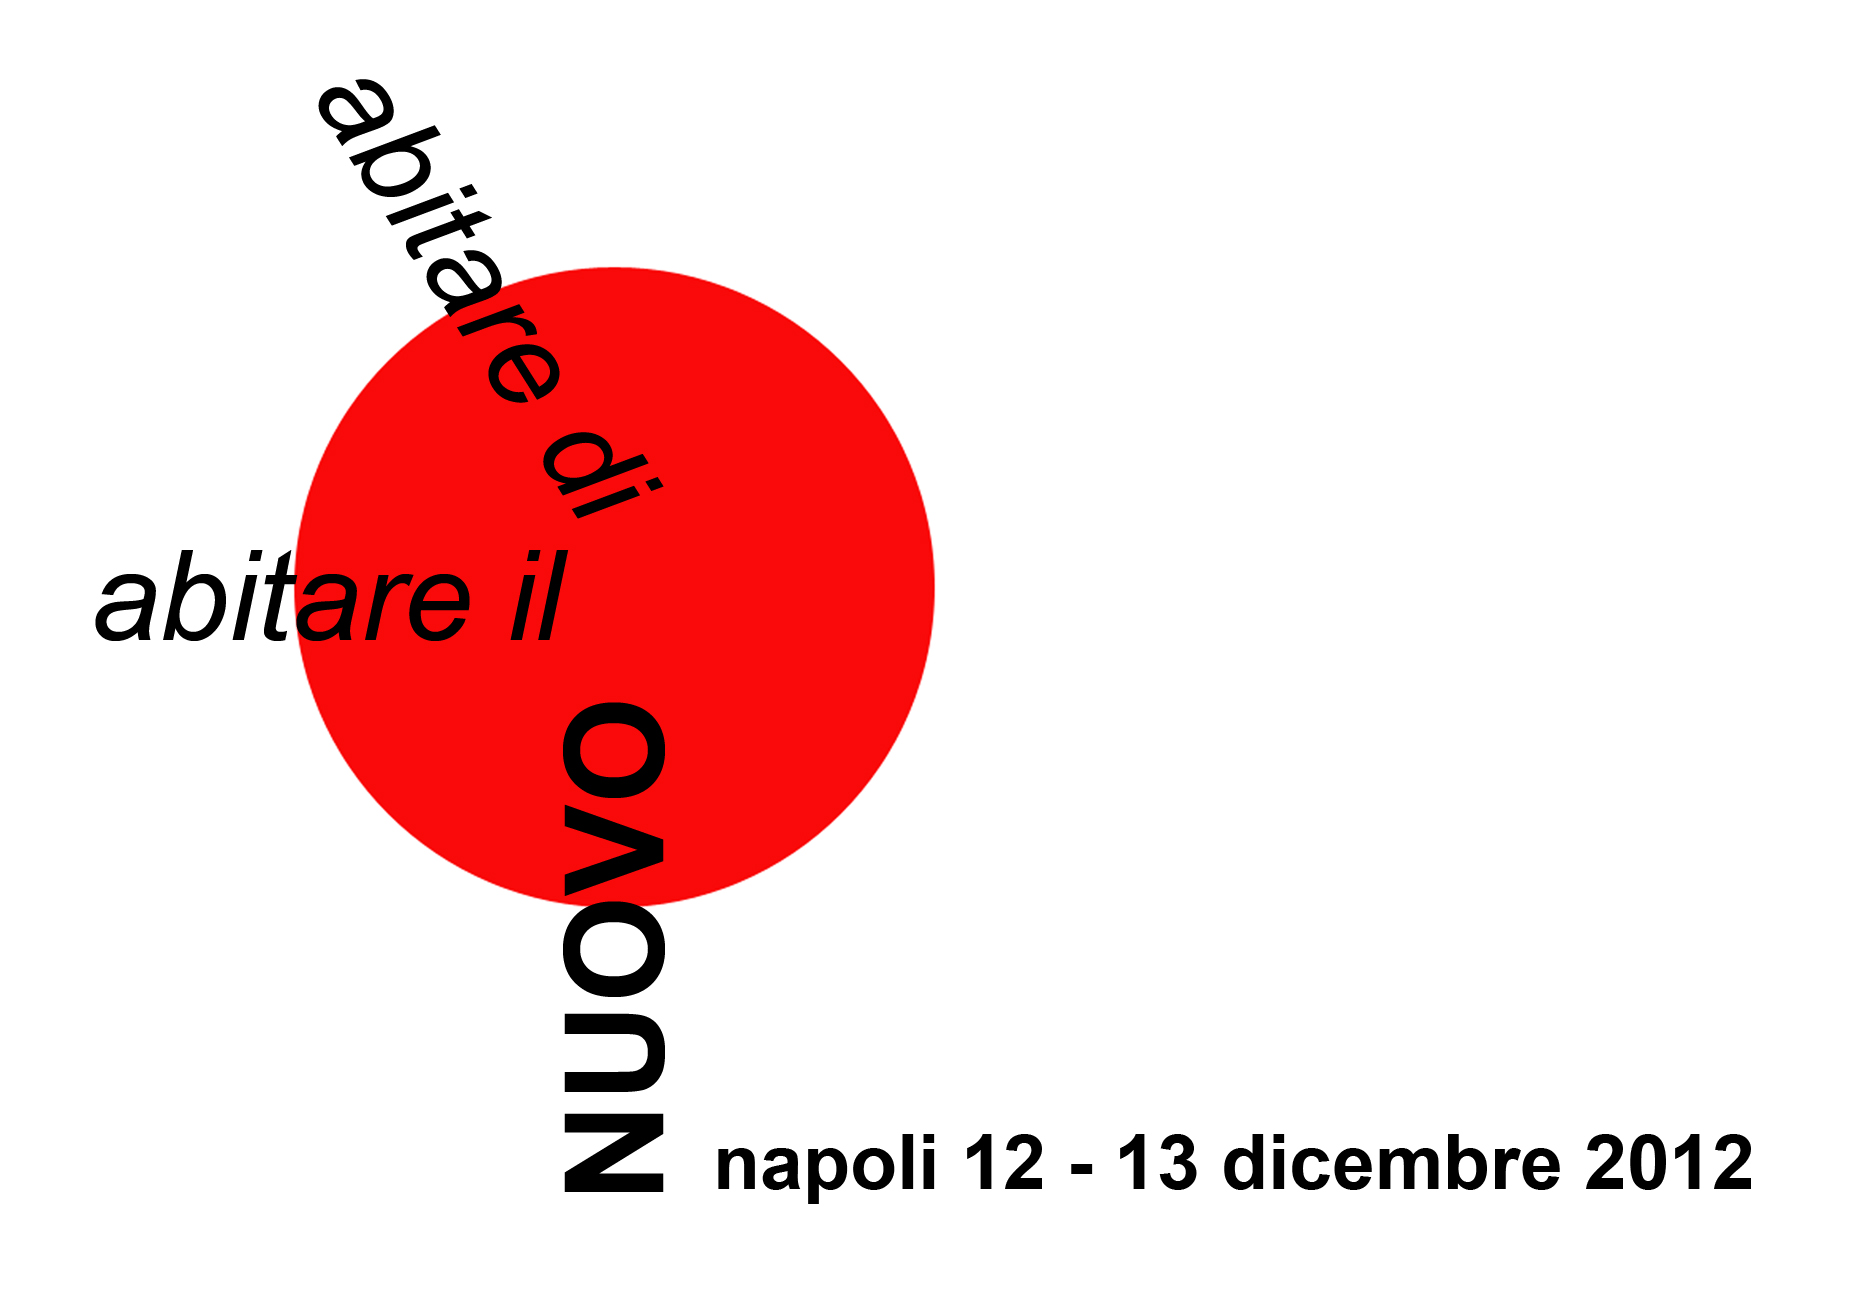 abitare di
abitare il
NUOVO
napoli 12 - 13 dicembre 2012